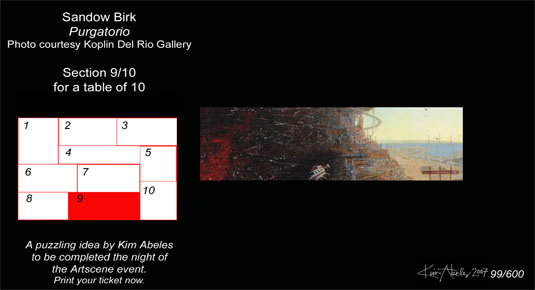 Sandow Birk
Purgatorio
Photo courtesy Koplin Del Rio Gallery
Section 9/10
for a table of 10
1
2
3
4
5
6
7
8
9
10
A puzzling idea by Kim Abeles
to be completed the night of
the Artscene event.
Print your ticket now.
Kim Abeles 2007 99/600